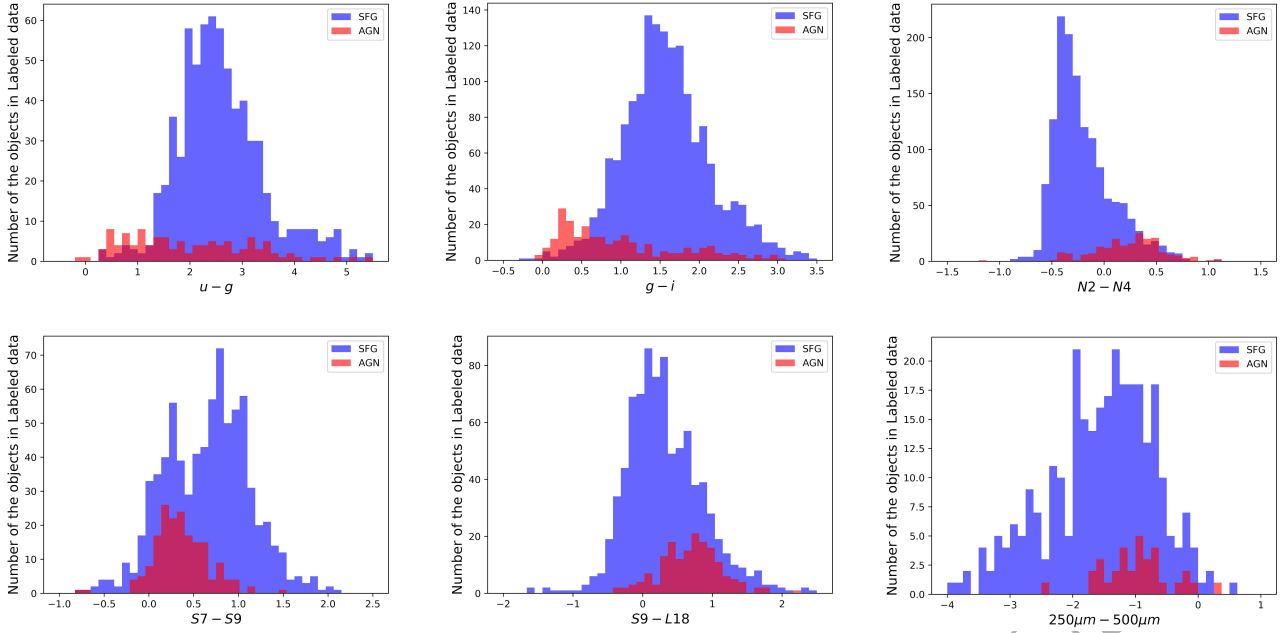 Number of the objects in Labeled data
60
50
40
30
20
10
0
0 1 2 3 4 5
u − g
SFG
AGN
Number of the objects in Labeled data
140
120
100
80
60
40
20
0
−0.5 0.0 0.5 1.0 1.5 2.0 2.5 3.0 3.5
g − i
SFG
AGN
Number of the objects in Labeled data
200
150
100
50
0
−1.5 −1.0 −0.5 0.0 0.5 1.0 1.5
N2 − N4
SFG
AGN
Number of the objects in Labeled data
70
60
50
40
30
20
10
0
−1.0 −0.5 0.0 0.5 1.0 1.5 2.0 2.5
S7 − S9
SFG
AGN
Number of the objects in Labeled data
80
60
40
20
0
−2 −1 0 1 2
S9 − L18
SFG
AGN
Number of the objects in Labeled data
20.0
17.5
15.0
12.5
10.0
7.5
5.0
2.5
0.0
−4 −3 −2 −1 0 1
250μm − 500μm
SFG
AGN